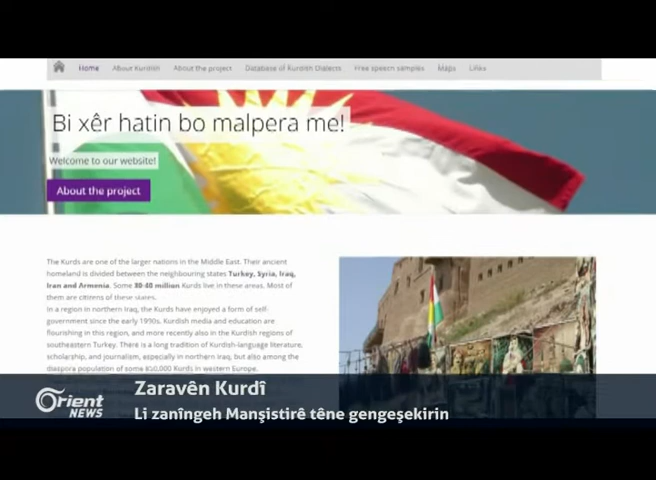 Home About Kurdish About the project Database of Kurdish Dialects Free speech samples Maps Links
Bi xêr hatin bo malpera me!
Welcome to our website!
About the project
The Kurds are one of the larger nations in the Middle East. Their ancient
homeland is divided between the neighbouring states Turkey, Syria, Iraq,
Iran and Armenia. Some 30-40 million Kurds live in these areas. Most of
them are citizens of these states.
In a region in northern Iraq, the Kurds have enjoyed a form of self-
government since the early 1990s. Kurdish media and education are
flourishing in this region, and more recently also in the Kurdish regions of
southeastern Turkey. There is a long tradition of Kurdish-language literature,
scholarship, and journalism, especially in northern Iraq, but also among the
diaspora population of some 850,000 Kurds in western Europe.
Orient
NEWS
Zaravên Kurdî
Li zanîngeh Manşistirê têne gengeşekirin